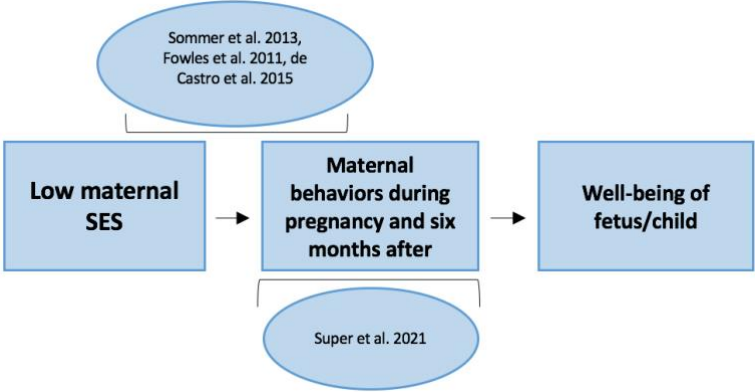 Sommer et al. 2013,
Fowles et al. 2011, de
Castro et al. 2015
Low maternal
SES
Maternal
behaviors during
pregnancy and six
months after
Well-being of
fetus/child
Super et al. 2021